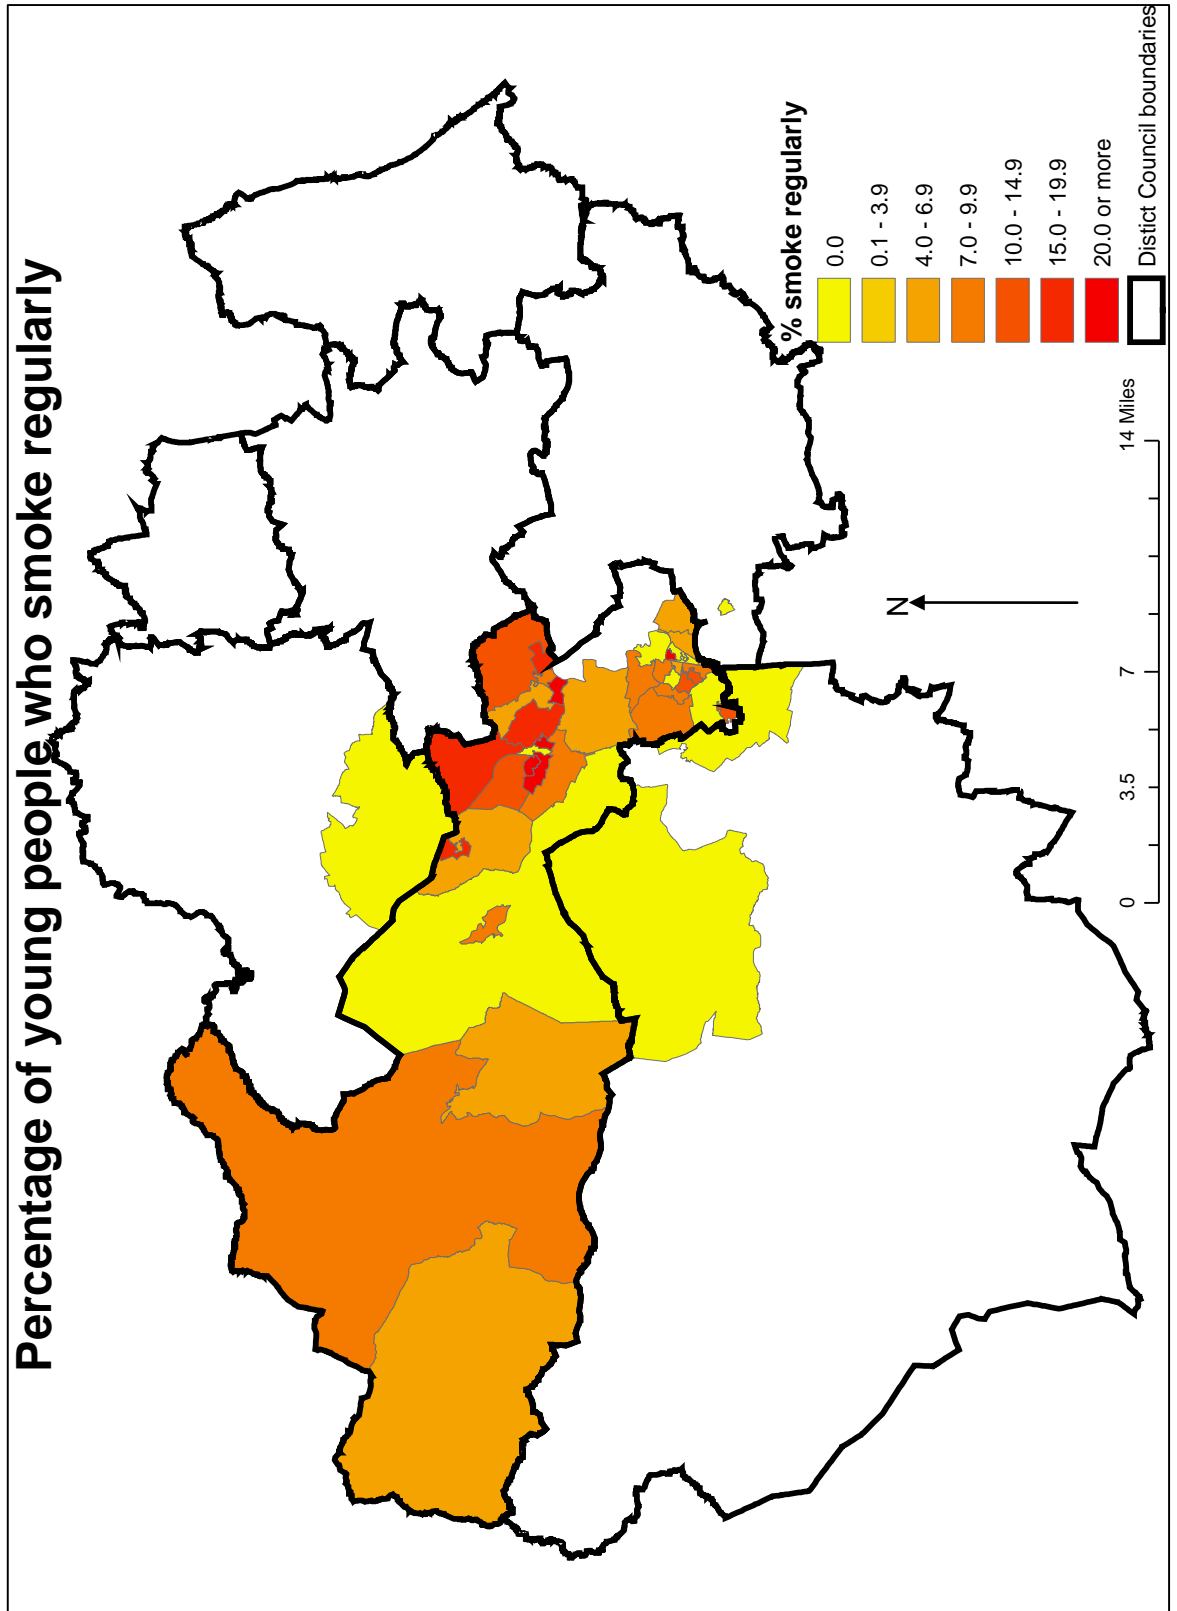 Percentage of young people who smoke regularly
% smoke regularly
0.0
0.1 - 3.9
4.0 - 6.9
7.0 - 9.9
10.0 - 14.9
15.0 - 19.9
20.0 or more
Distict Council boundaries
N
0 3.5 7 14 Miles